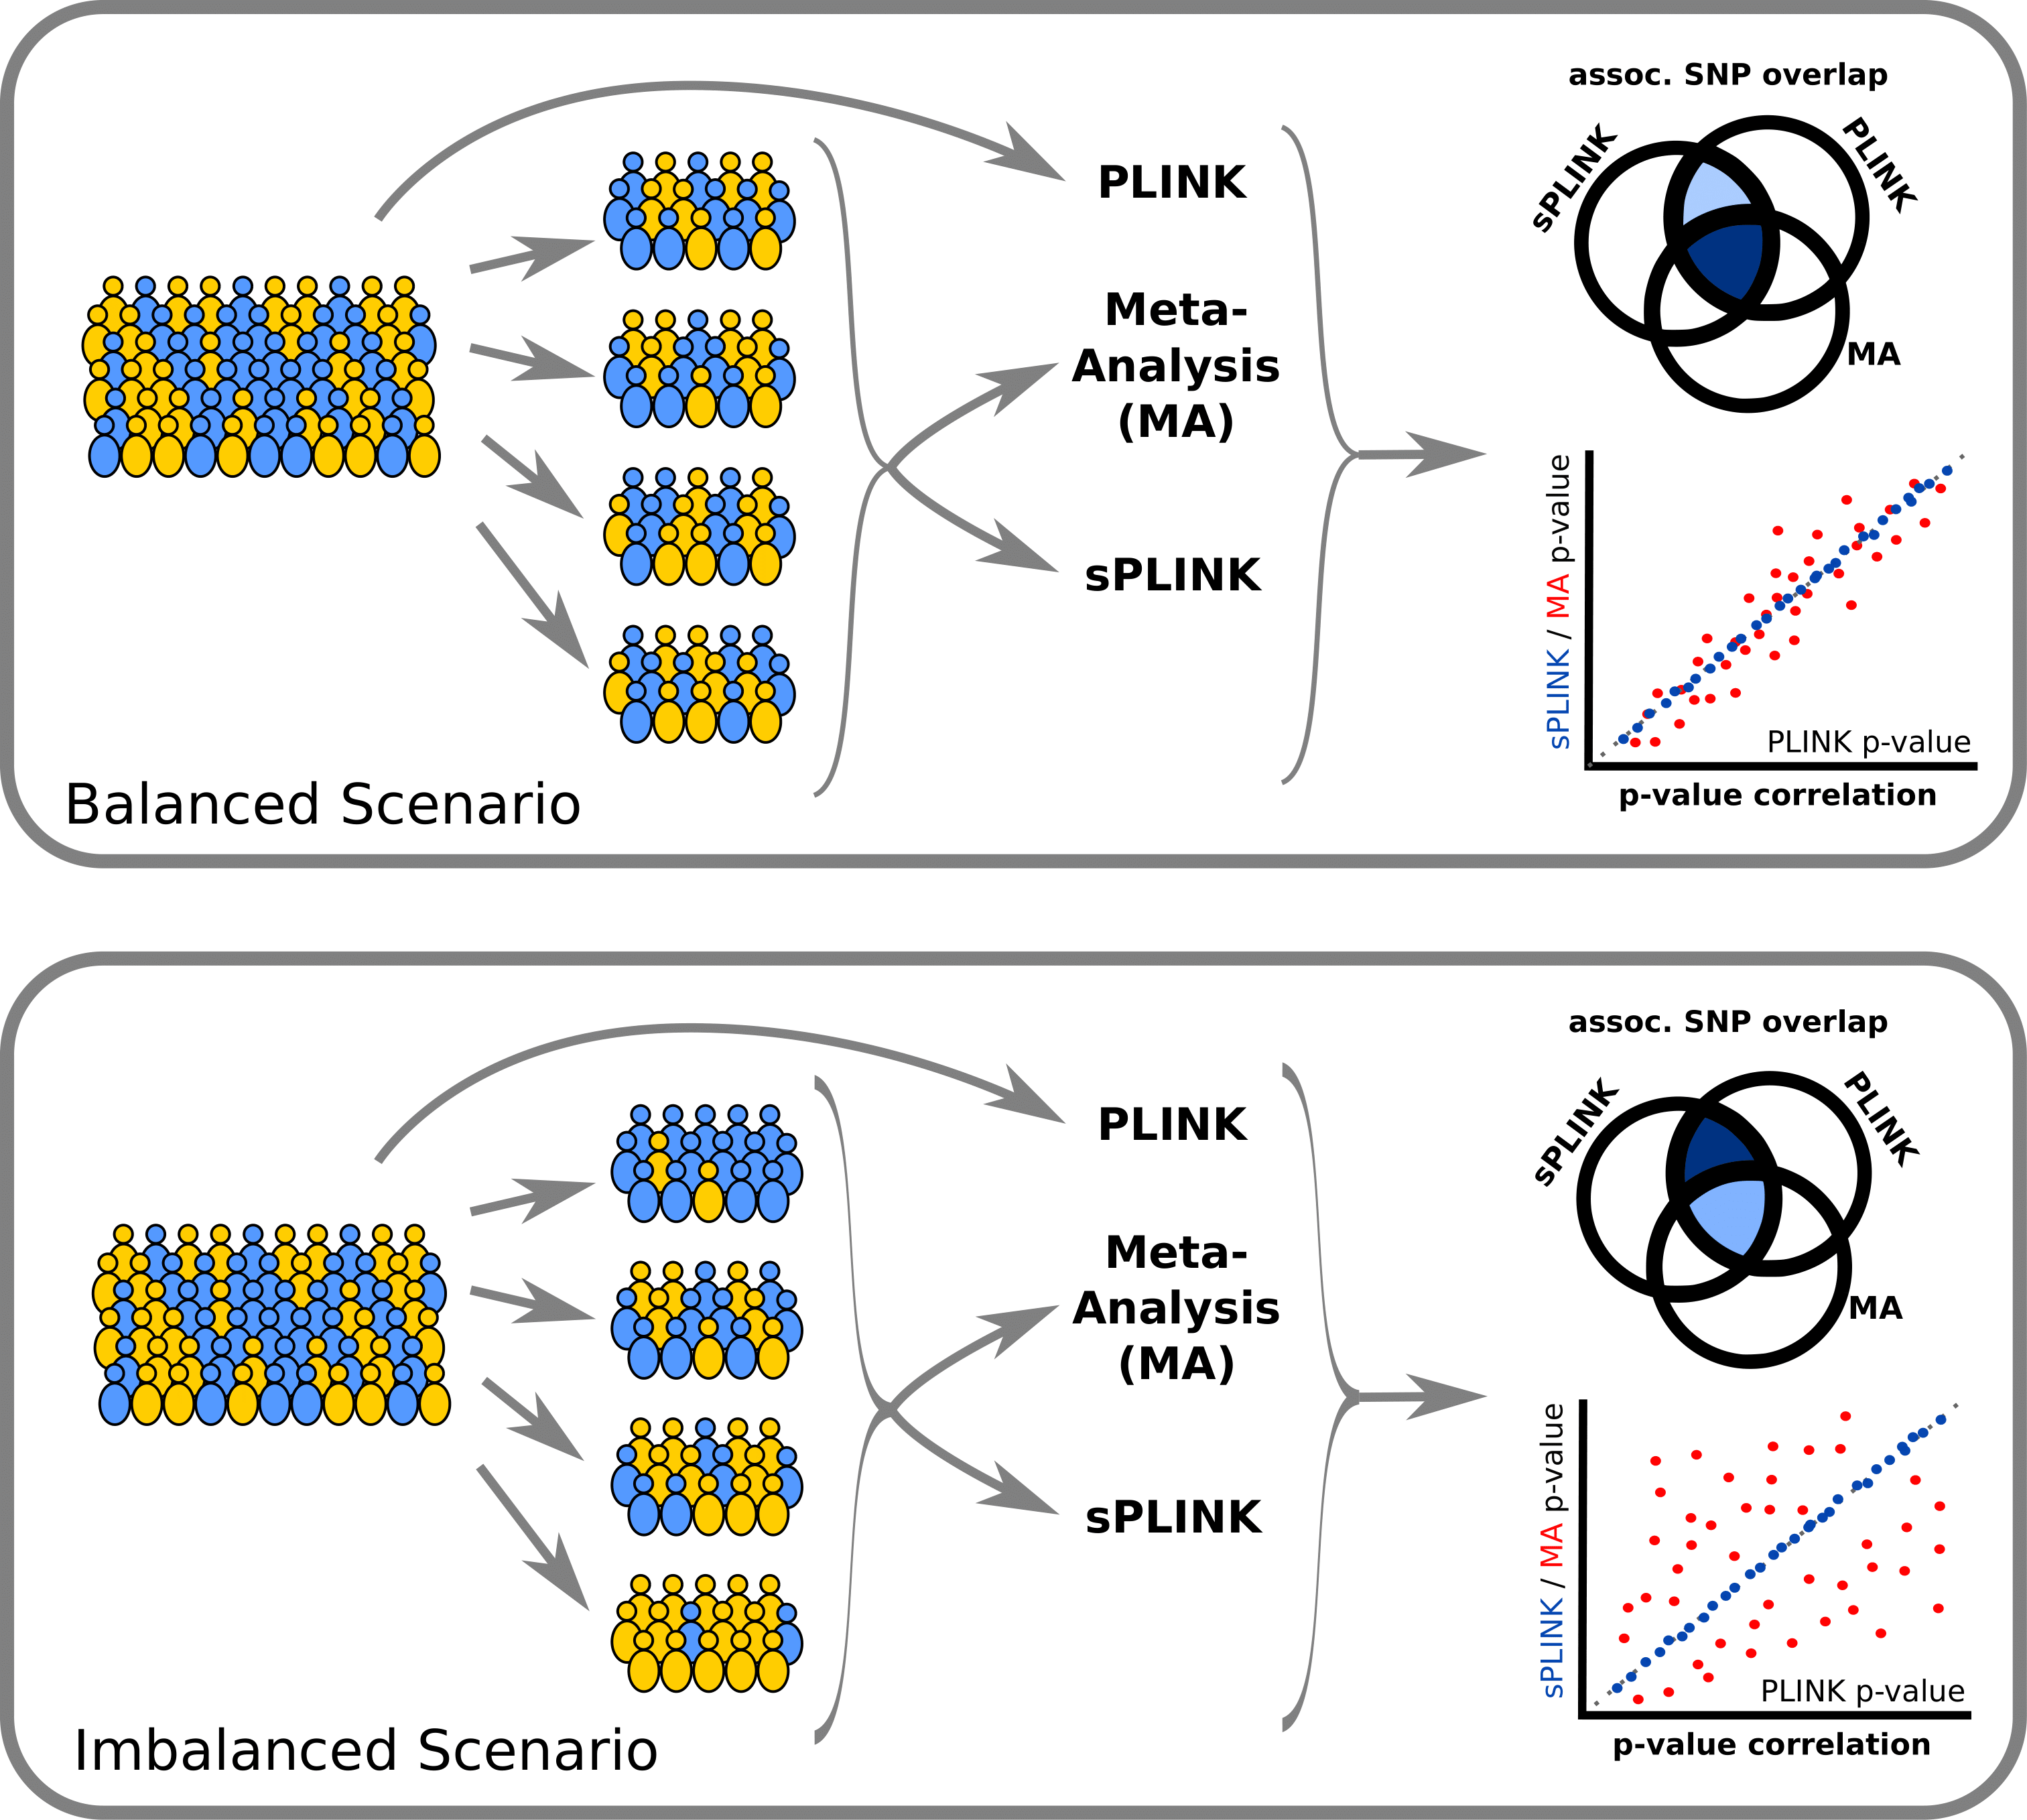 assoc. SNP overlap
sPLINK
PLINK
MA
PLINK
Meta-
Analysis
(MA)
sPLINK
sPLINK / MA p-value
PLINK p-value
p-value correlation
Balanced Scenario
assoc. SNP overlap
sPLINK
PLINK
MA
PLINK
Meta-
Analysis
(MA)
sPLINK
sPLINK / MA p-value
PLINK p-value
p-value correlation
Imbalanced Scenario